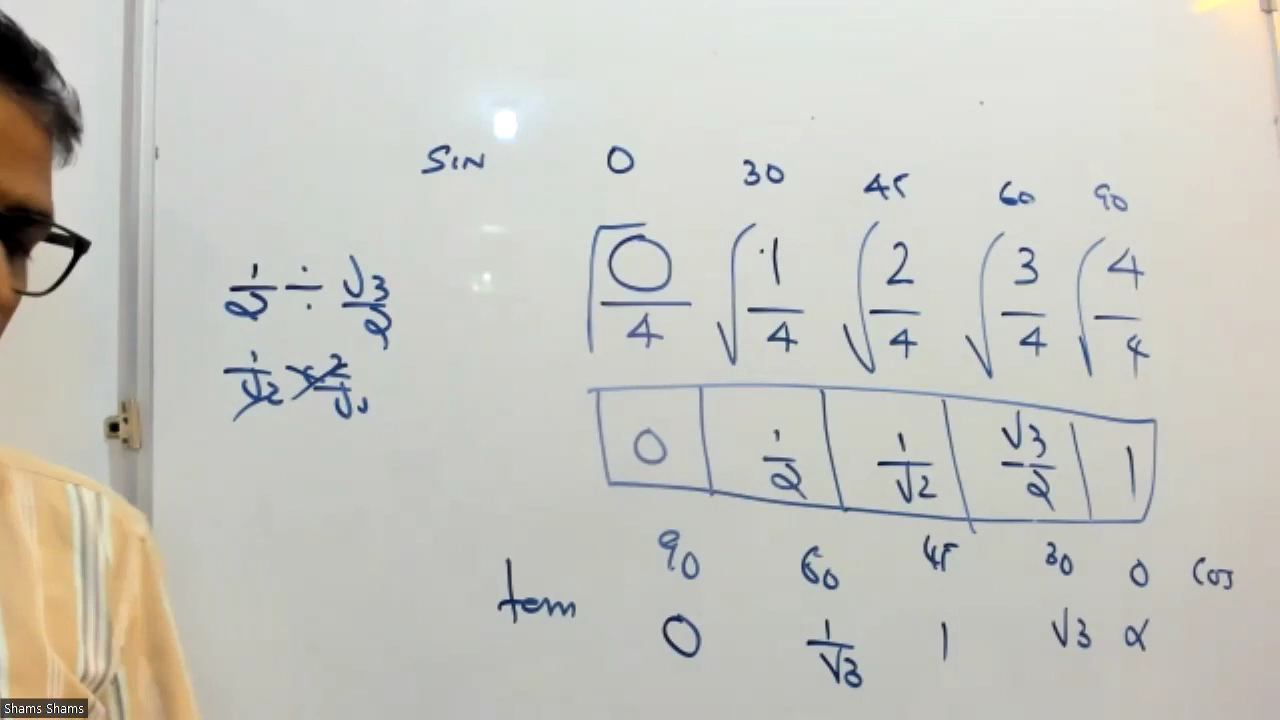 SIN 0 30 45 60 90
√0/4 √1/4 √2/4 √3/4 √4/4
1/2 ÷ √3/2
1/√2 × 2/√3
0 1/2 1/√2 √3/2 1
90 60 45 30 0 Cos
tan 0 1/√3 1 √3 α
Shams Shams